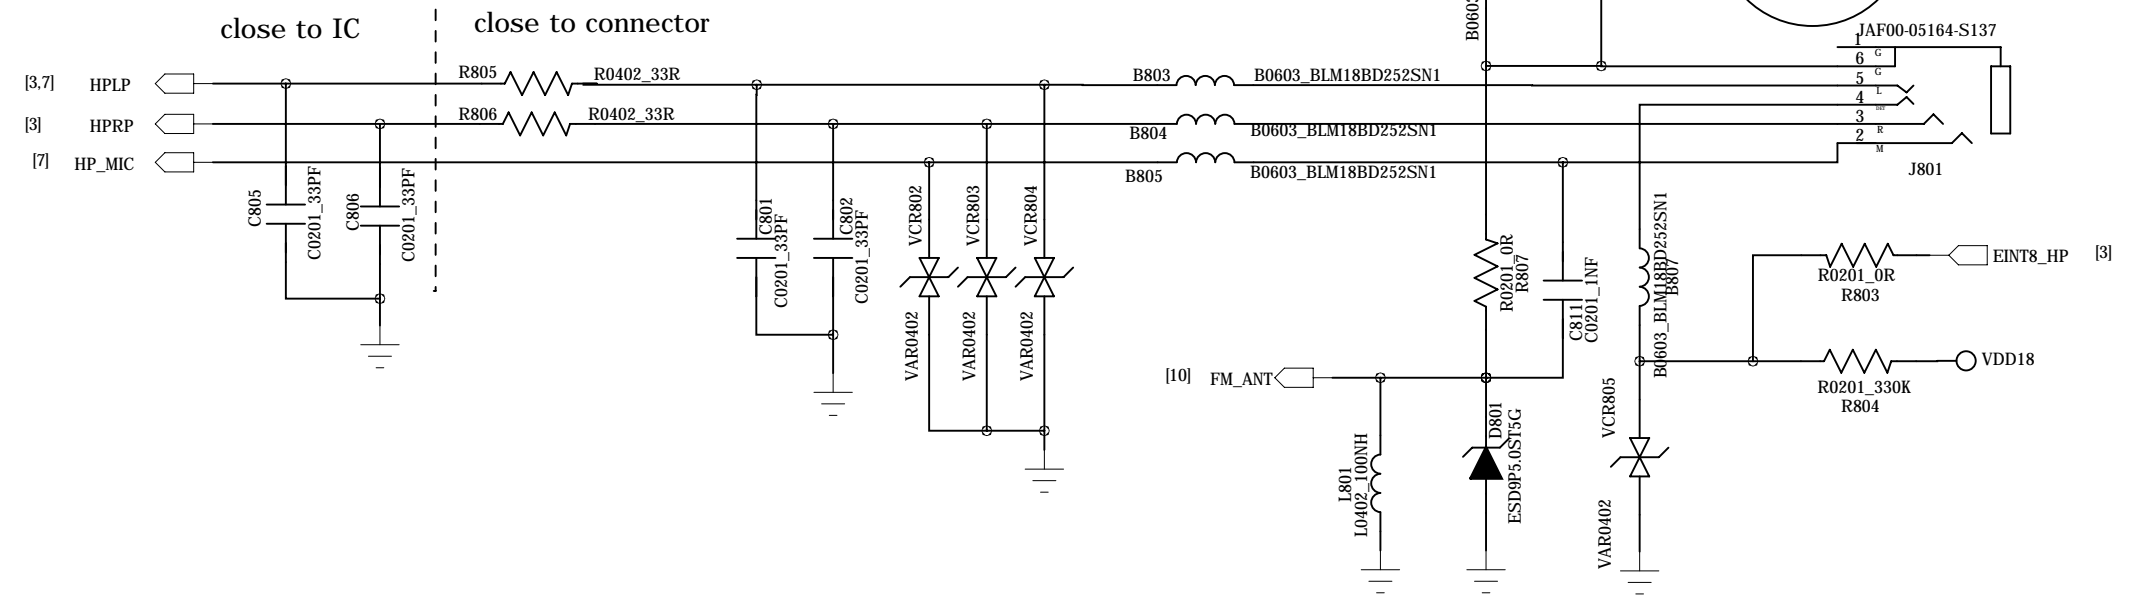 close to IC
close to connector
B0603
JAF00-05164-S137
1
G
6
G
[3,7]
HPLP
R805
R0402_33R
B803
B0603_BLM18BD252SN1
5
L
4
[3]
HPRP
R806
R0402_33R
B804
B0603_BLM18BD252SN1
3
R
2
M
[7]
HP_MIC
B805
B0603_BLM18BD252SN1
J801
C805
C0201_33PF
C806
C0201_33PF
C801
C0201_33PF
C802
C0201_33PF
VCR802
VAR0402
VCR803
VAR0402
VCR804
VAR0402
R0201_0R
R807
C811
C0201_1NF
B0603_BLM18BD252SN1
B807
R0201_0R
R803
EINT8_HP
[3]
[10]
FM_ANT
VDD18
R0201_330K
R804
L801
L0402_100NH
D801
ESD9P5.0ST5G
VCR805
VAR0402